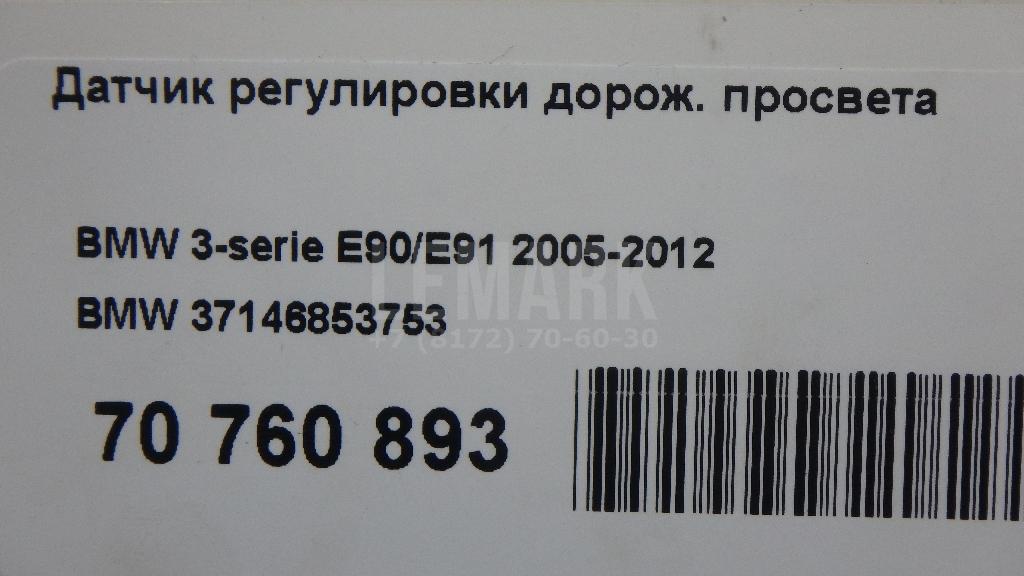 Датчик регулировки дорож. просвета
BMW 3-serie E90/E91 2005-2012
LEMARK
BMW 37146853753
+7 (8172) 70-60-30
70 760 893